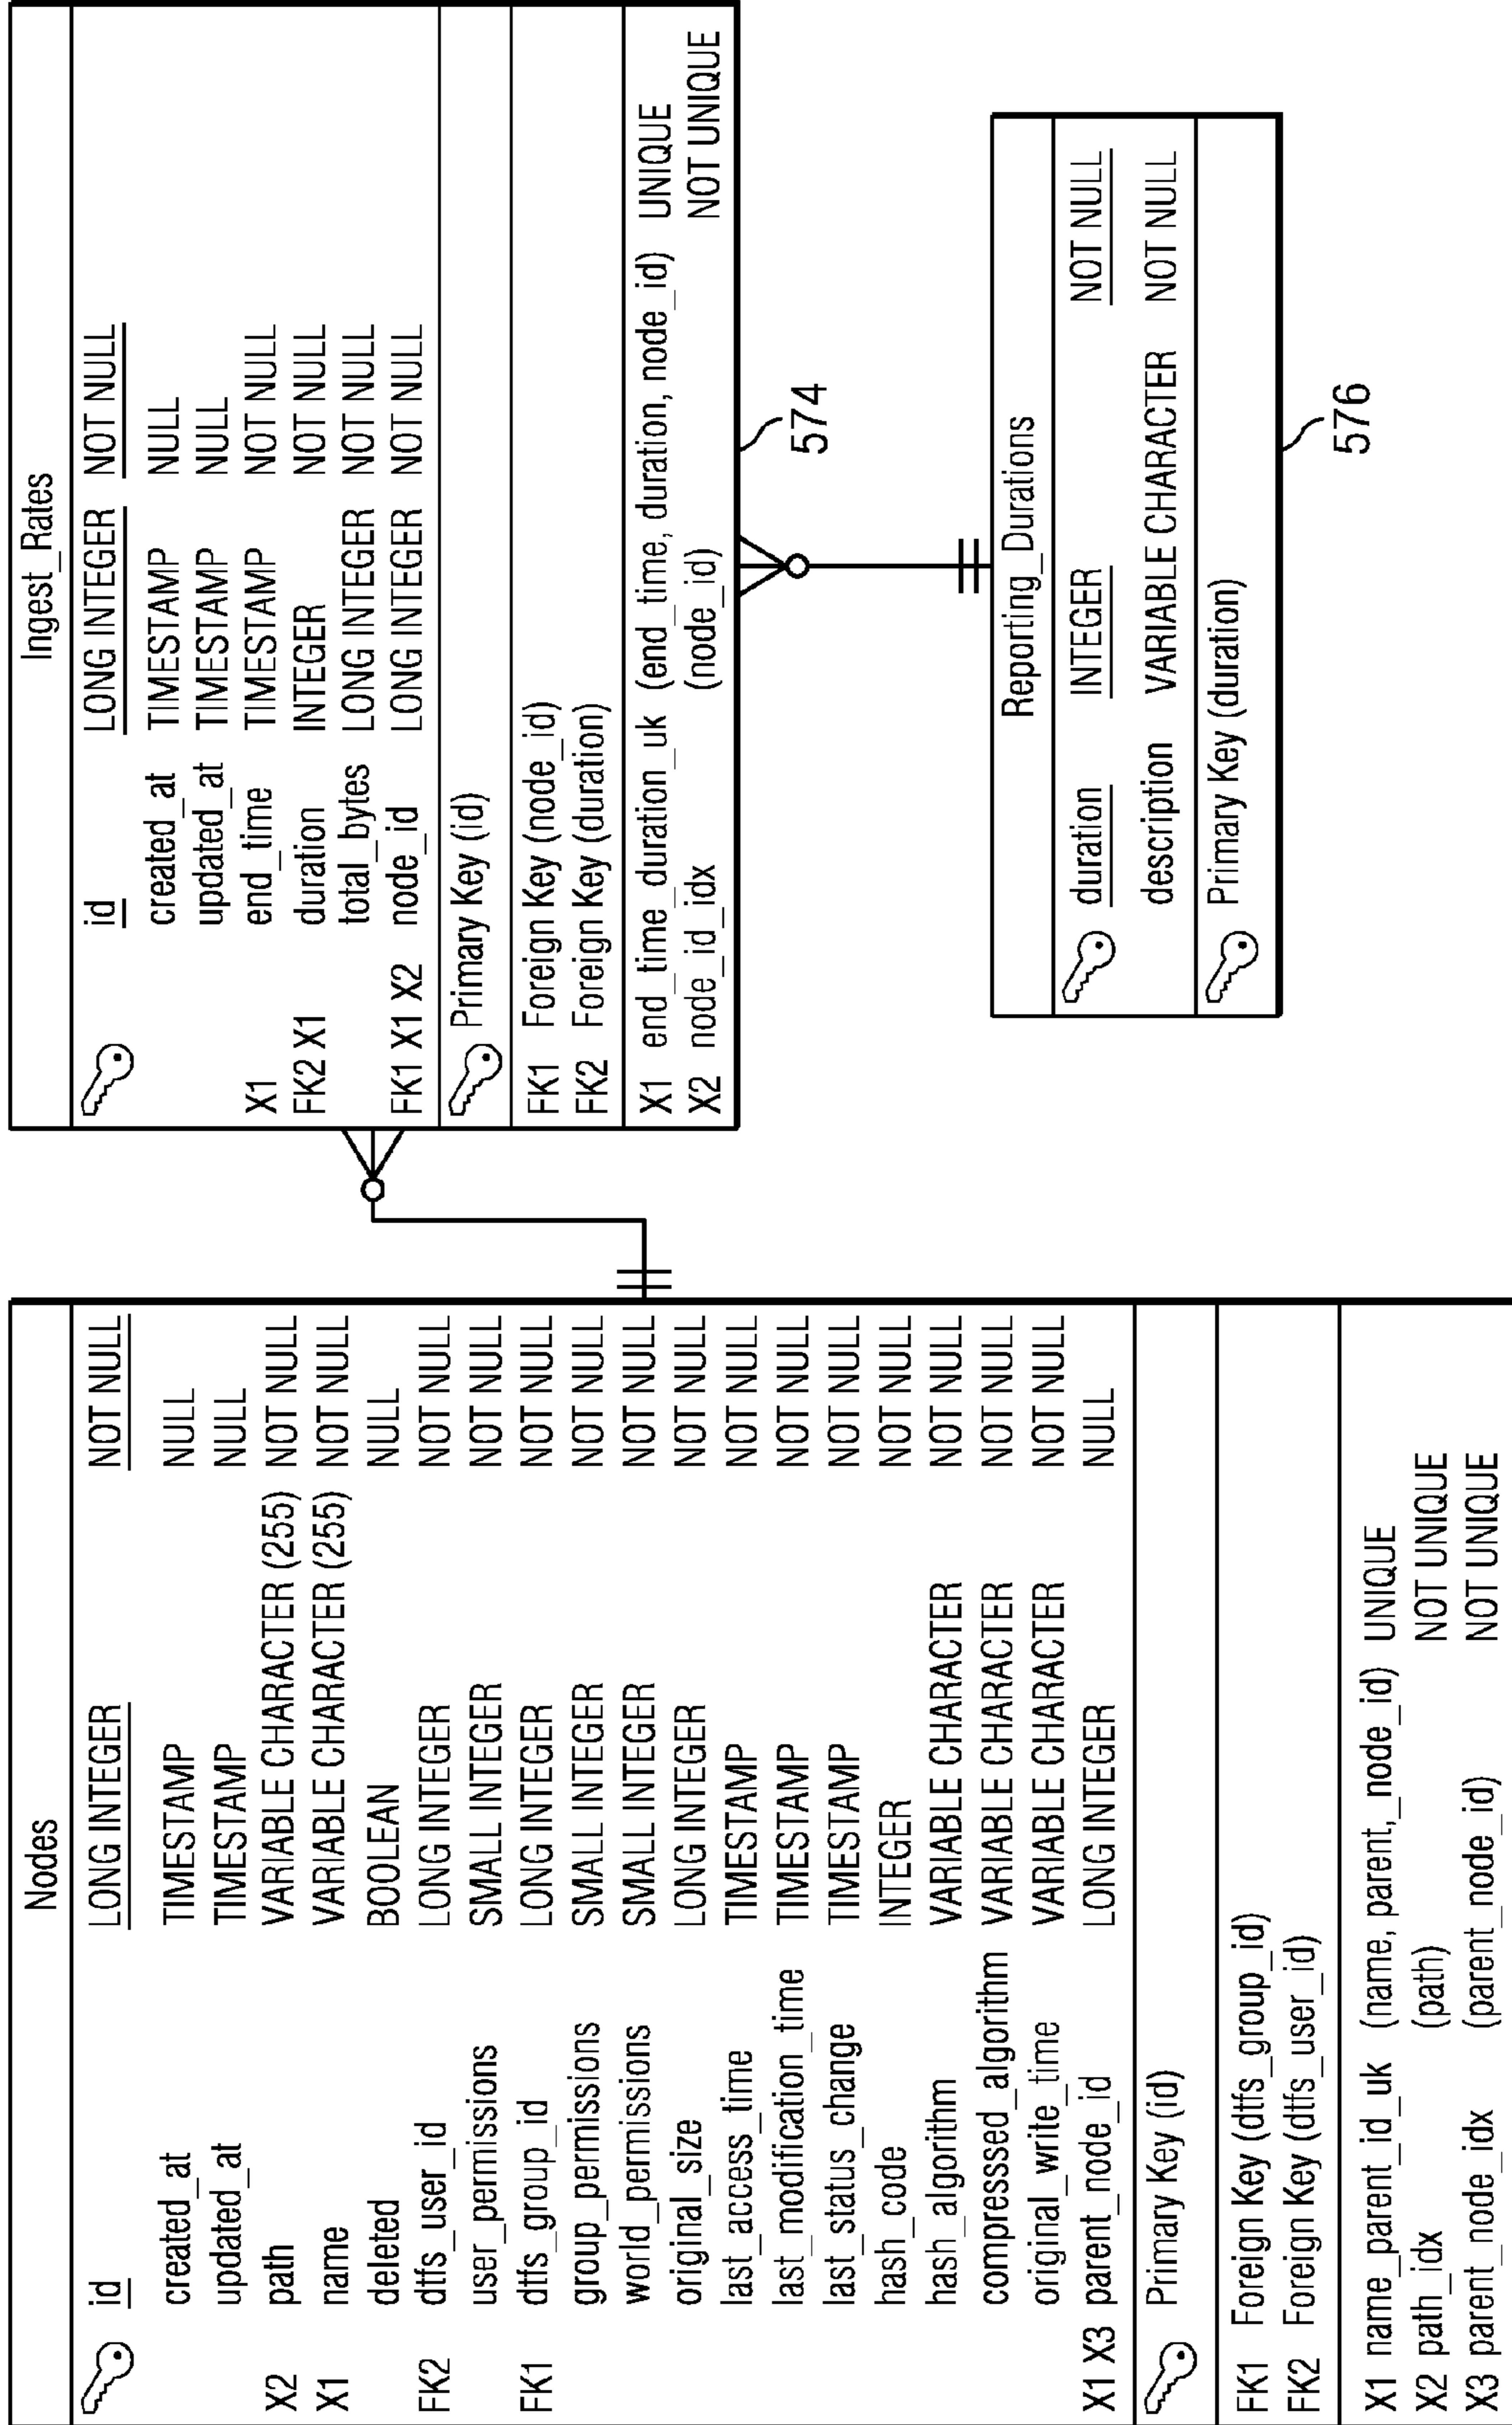 Nodes
id LONG INTEGER NOT NULL
created_at TIMESTAMP NULL
updated_at TIMESTAMP NULL
X2 path VARIABLE CHARACTER (255) NOT NULL
X1 name VARIABLE CHARACTER (255) NOT NULL
deleted BOOLEAN NULL
FK2 dtfs_user_id LONG INTEGER NOT NULL
user_permissions SMALL INTEGER NOT NULL
FK1 dtfs_group_id LONG INTEGER NOT NULL
group_permissions SMALL INTEGER NOT NULL
world_permissions SMALL INTEGER NOT NULL
original_size LONG INTEGER NOT NULL
last_access_time TIMESTAMP NOT NULL
last_modification_time TIMESTAMP NOT NULL
last_status_change TIMESTAMP NOT NULL
hash_code INTEGER NOT NULL
hash_algorithm VARIABLE CHARACTER NOT NULL
compresssed_algorithm VARIABLE CHARACTER NOT NULL
original_write_time VARIABLE CHARACTER NOT NULL
X1 X3 parent_node_id LONG INTEGER NULL
Primary Key (id)
FK1 Foreign Key (dtfs_group_id)
FK2 Foreign Key (dtfs_user_id)
X1 name_parent_id_uk (name, parent,_node_id) UNIQUE
X2 path_idx (path) NOT UNIQUE
X3 parent_node_idx (parent_node_id) NOT UNIQUE
Ingest_Rates
id LONG INTEGER NOT NULL
created_at TIMESTAMP NULL
updated_at TIMESTAMP NULL
X1 end_time TIMESTAMP NOT NULL
FK2 X1 duration INTEGER NOT NULL
total_bytes LONG INTEGER NOT NULL
FK1 X1 X2 node_id LONG INTEGER NOT NULL
Primary Key (id)
FK1 Foreign Key (node_id)
FK2 Foreign Key (duration)
X1 end_time_duration_uk (end_time, duration, node_id) UNIQUE
X2 node_id_idx (node_id) NOT UNIQUE
574
Reporting_Durations
duration INTEGER NOT NULL
description VARIABLE CHARACTER NOT NULL
Primary Key (duration)
576